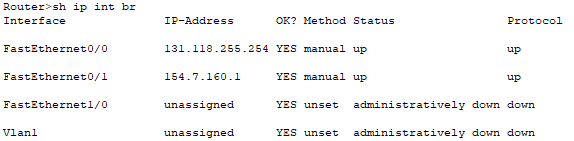 Router>sh ip int br
Interface              IP-Address      OK? Method Status                Protocol
FastEthernet0/0        131.118.255.254 YES manual up                    up
FastEthernet0/1        154.7.160.1     YES manual up                    up
FastEthernet1/0        unassigned      YES unset  administratively down down
Vlan1                  unassigned      YES unset  administratively down down